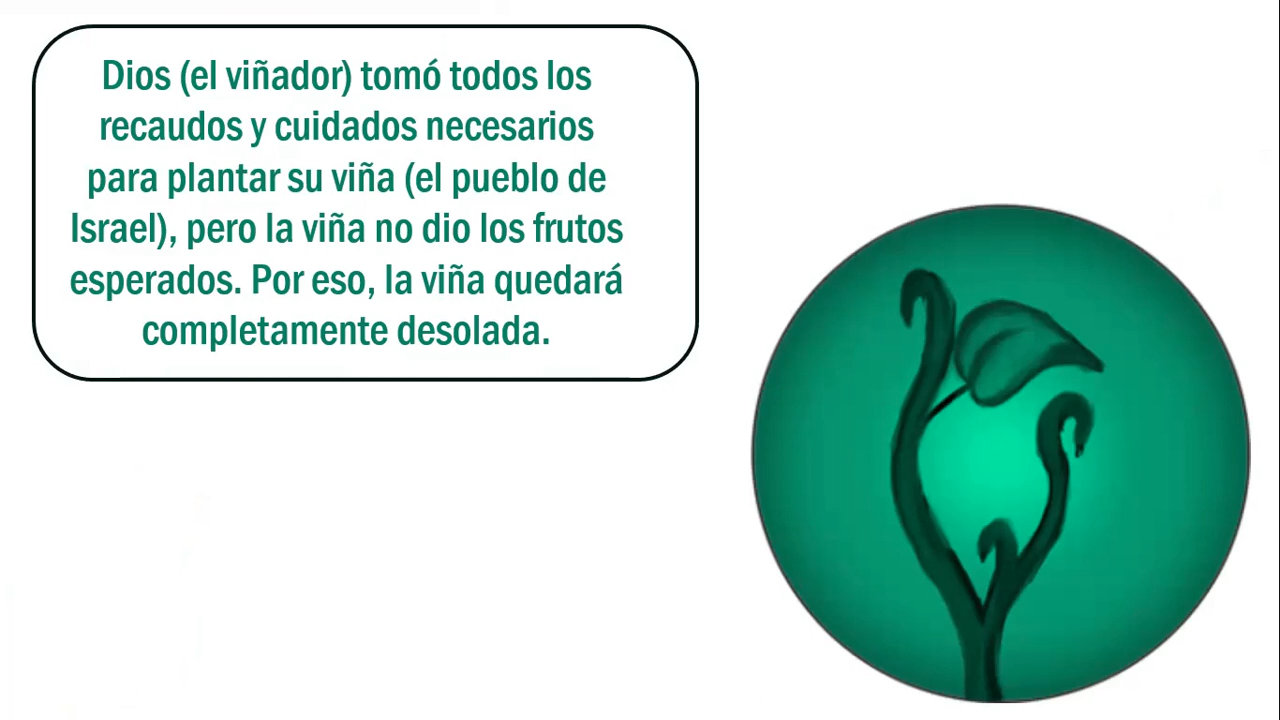 Dios (el viñador) tomó todos los
recaudos y cuidados necesarios
para plantar su viña (el pueblo de
Israel), pero la viña no dio los frutos
esperados. Por eso, la viña quedará
completamente desolada.